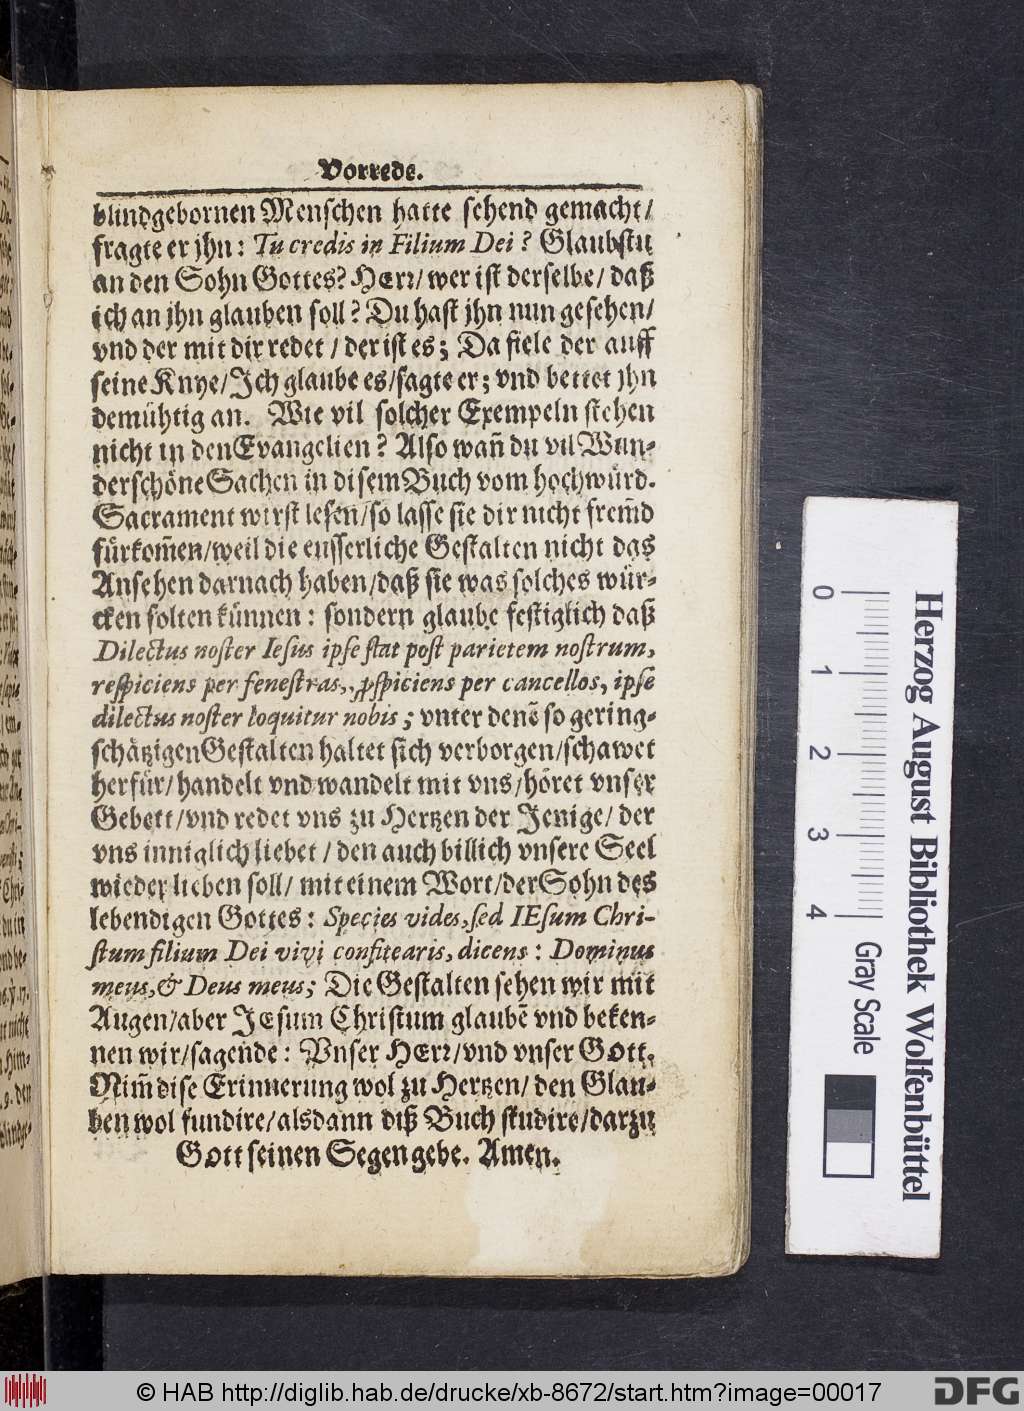 Vorrede.
blindgebornen Menschen hatte sehend gemacht/
fragte er jhn: Tu credis in Filium Dei? Glaubstu
an den Sohn Gottes? HErꝛ/ wer ist derselbe/ daß
ich an jhn glauben soll? Du hast jhn nun gesehen/
vnd der mit dir redet / der ist es; Da fiele der auff
seine Knye/ Jch glaube es/ sagte er; vnd bettet jhn
demühtig an. Wie vil solcher Exempeln stehen
nicht in den Evangelien? Also wañ du vil Wun-
derschöne Sachen in disem Buch vom hochwürd.
Sacrament wirst lesen/ so lasse sie dir nicht frem̃d
fürkom̃en/ weil die eusserliche Gestalten nicht das
Ansehen darnach haben/ daß sie was solches wür-
cken solten künnen: sondern glaube festiglich daß
Dilectus noster Iesus ipse stat post parietem nostrum,
respiciens per fenestras, ꝓspiciens per cancellos, ipse
dilectus noster loquitur nobis; vnter denẽ so gering-
schätzigen Gestalten haltet sich verborgen/ schawet
herfür/ handelt vnd wandelt mit vns/ höret vnser
Gebett/ vnd redet vns zu Hertzen der Jenige/ der
vns inniglich liebet / den auch billich vnsere Seel
wieder lieben soll/ mit einem Wort/ der Sohn des
lebendigen Gottes: Species vides, sed IEsum Chri-
stum filium Dei vivi confitearis, dicens: Dominus
meus, & Deus meus; Die Gestalten sehen wir mit
Augen/ aber JEsum Christum glaubẽ vnd beken-
nen wir/ sagende: Vnser HErꝛ/ vnd vnser GOtt.
Nim̃ dise Erinnerung wol zu Hertzen/ den Glau-
ben wol fundire/ alsdann diß Buch studire/ darzu
Gott seinen Segen gebe. Amen.
0 1 2 3 4
Gray Scale
Herzog August Bibliothek Wolfenbüttel
© HAB http://diglib.hab.de/drucke/xb-8672/start.htm?image=00017
DFG